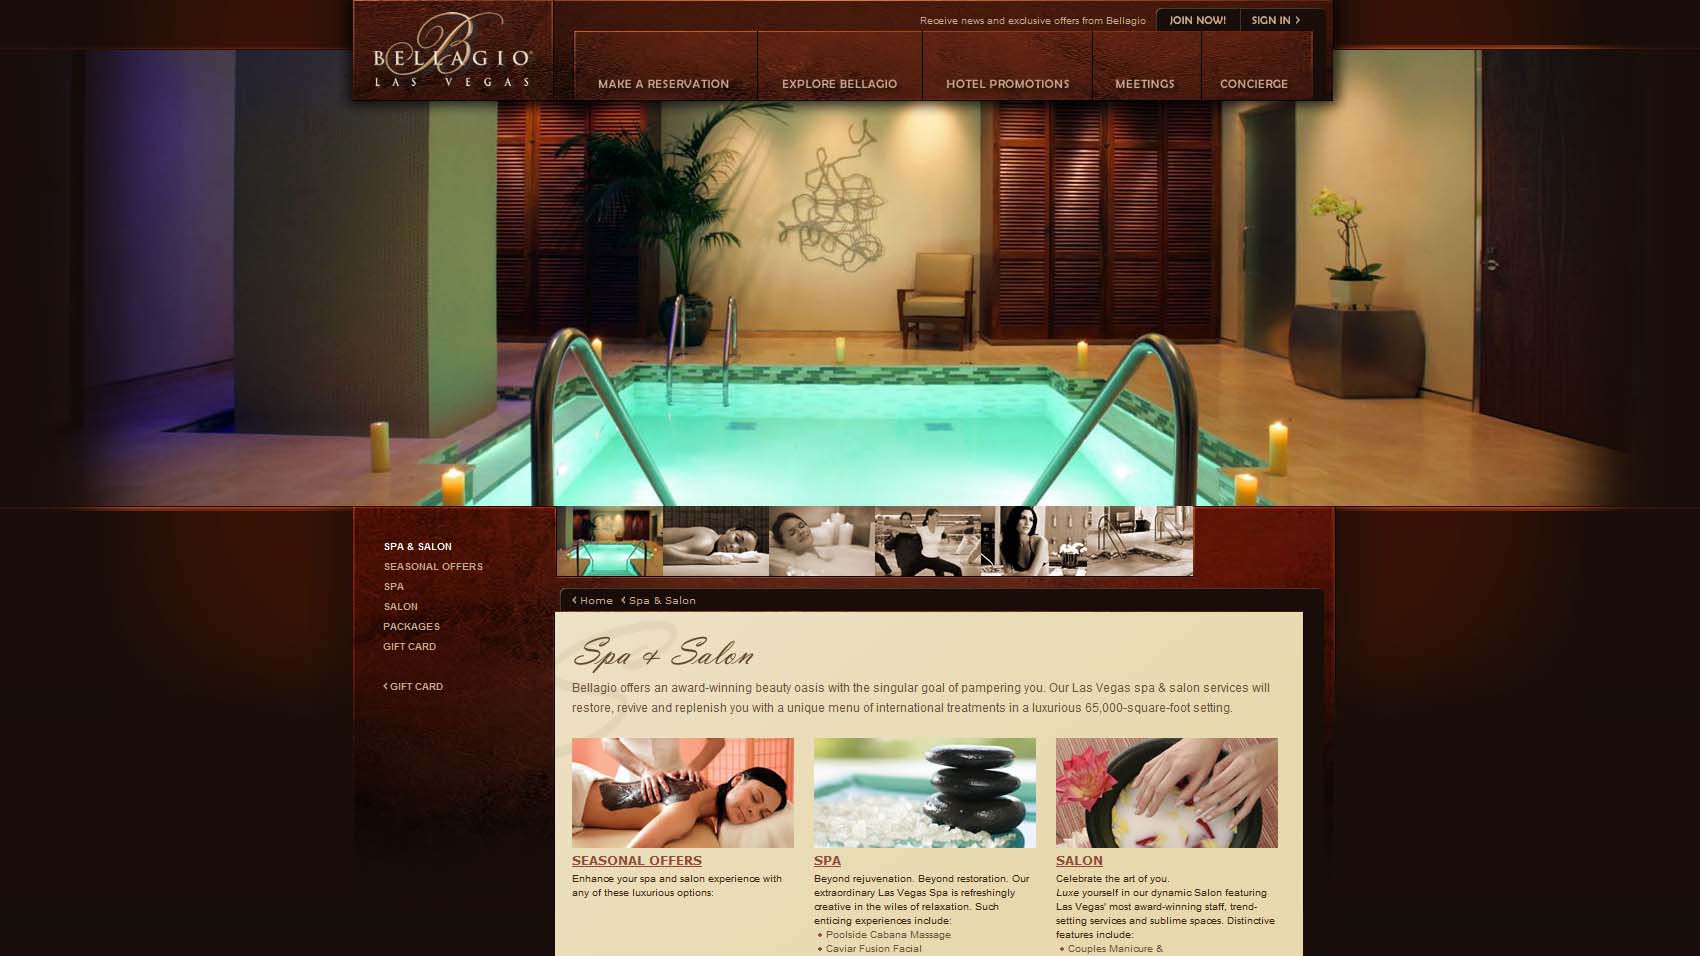 BELLAGIO®
LAS VEGAS
Receive news and exclusive offers from Bellagio
JOIN NOW!
SIGN IN >
MAKE A RESERVATION
EXPLORE BELLAGIO
HOTEL PROMOTIONS
MEETINGS
CONCIERGE
SPA & SALON
SEASONAL OFFERS
SPA
SALON
PACKAGES
GIFT CARD
< GIFT CARD
< Home < Spa & Salon
Spa & Salon
Bellagio offers an award-winning beauty oasis with the singular goal of pampering you. Our Las Vegas spa & salon services will
restore, revive and replenish you with a unique menu of international treatments in a luxurious 65,000-square-foot setting.
SEASONAL OFFERS
Enhance your spa and salon experience with
any of these luxurious options:
SPA
Beyond rejuvenation. Beyond restoration. Our
extraordinary Las Vegas Spa is refreshingly
creative in the wiles of relaxation. Such
enticing experiences include:
Poolside Cabana Massage
Caviar Fusion Facial
SALON
Celebrate the art of you.
Luxe yourself in our dynamic Salon featuring
Las Vegas' most award-winning staff, trend-
setting services and sublime spaces. Distinctive
features include:
Couples Manicure &